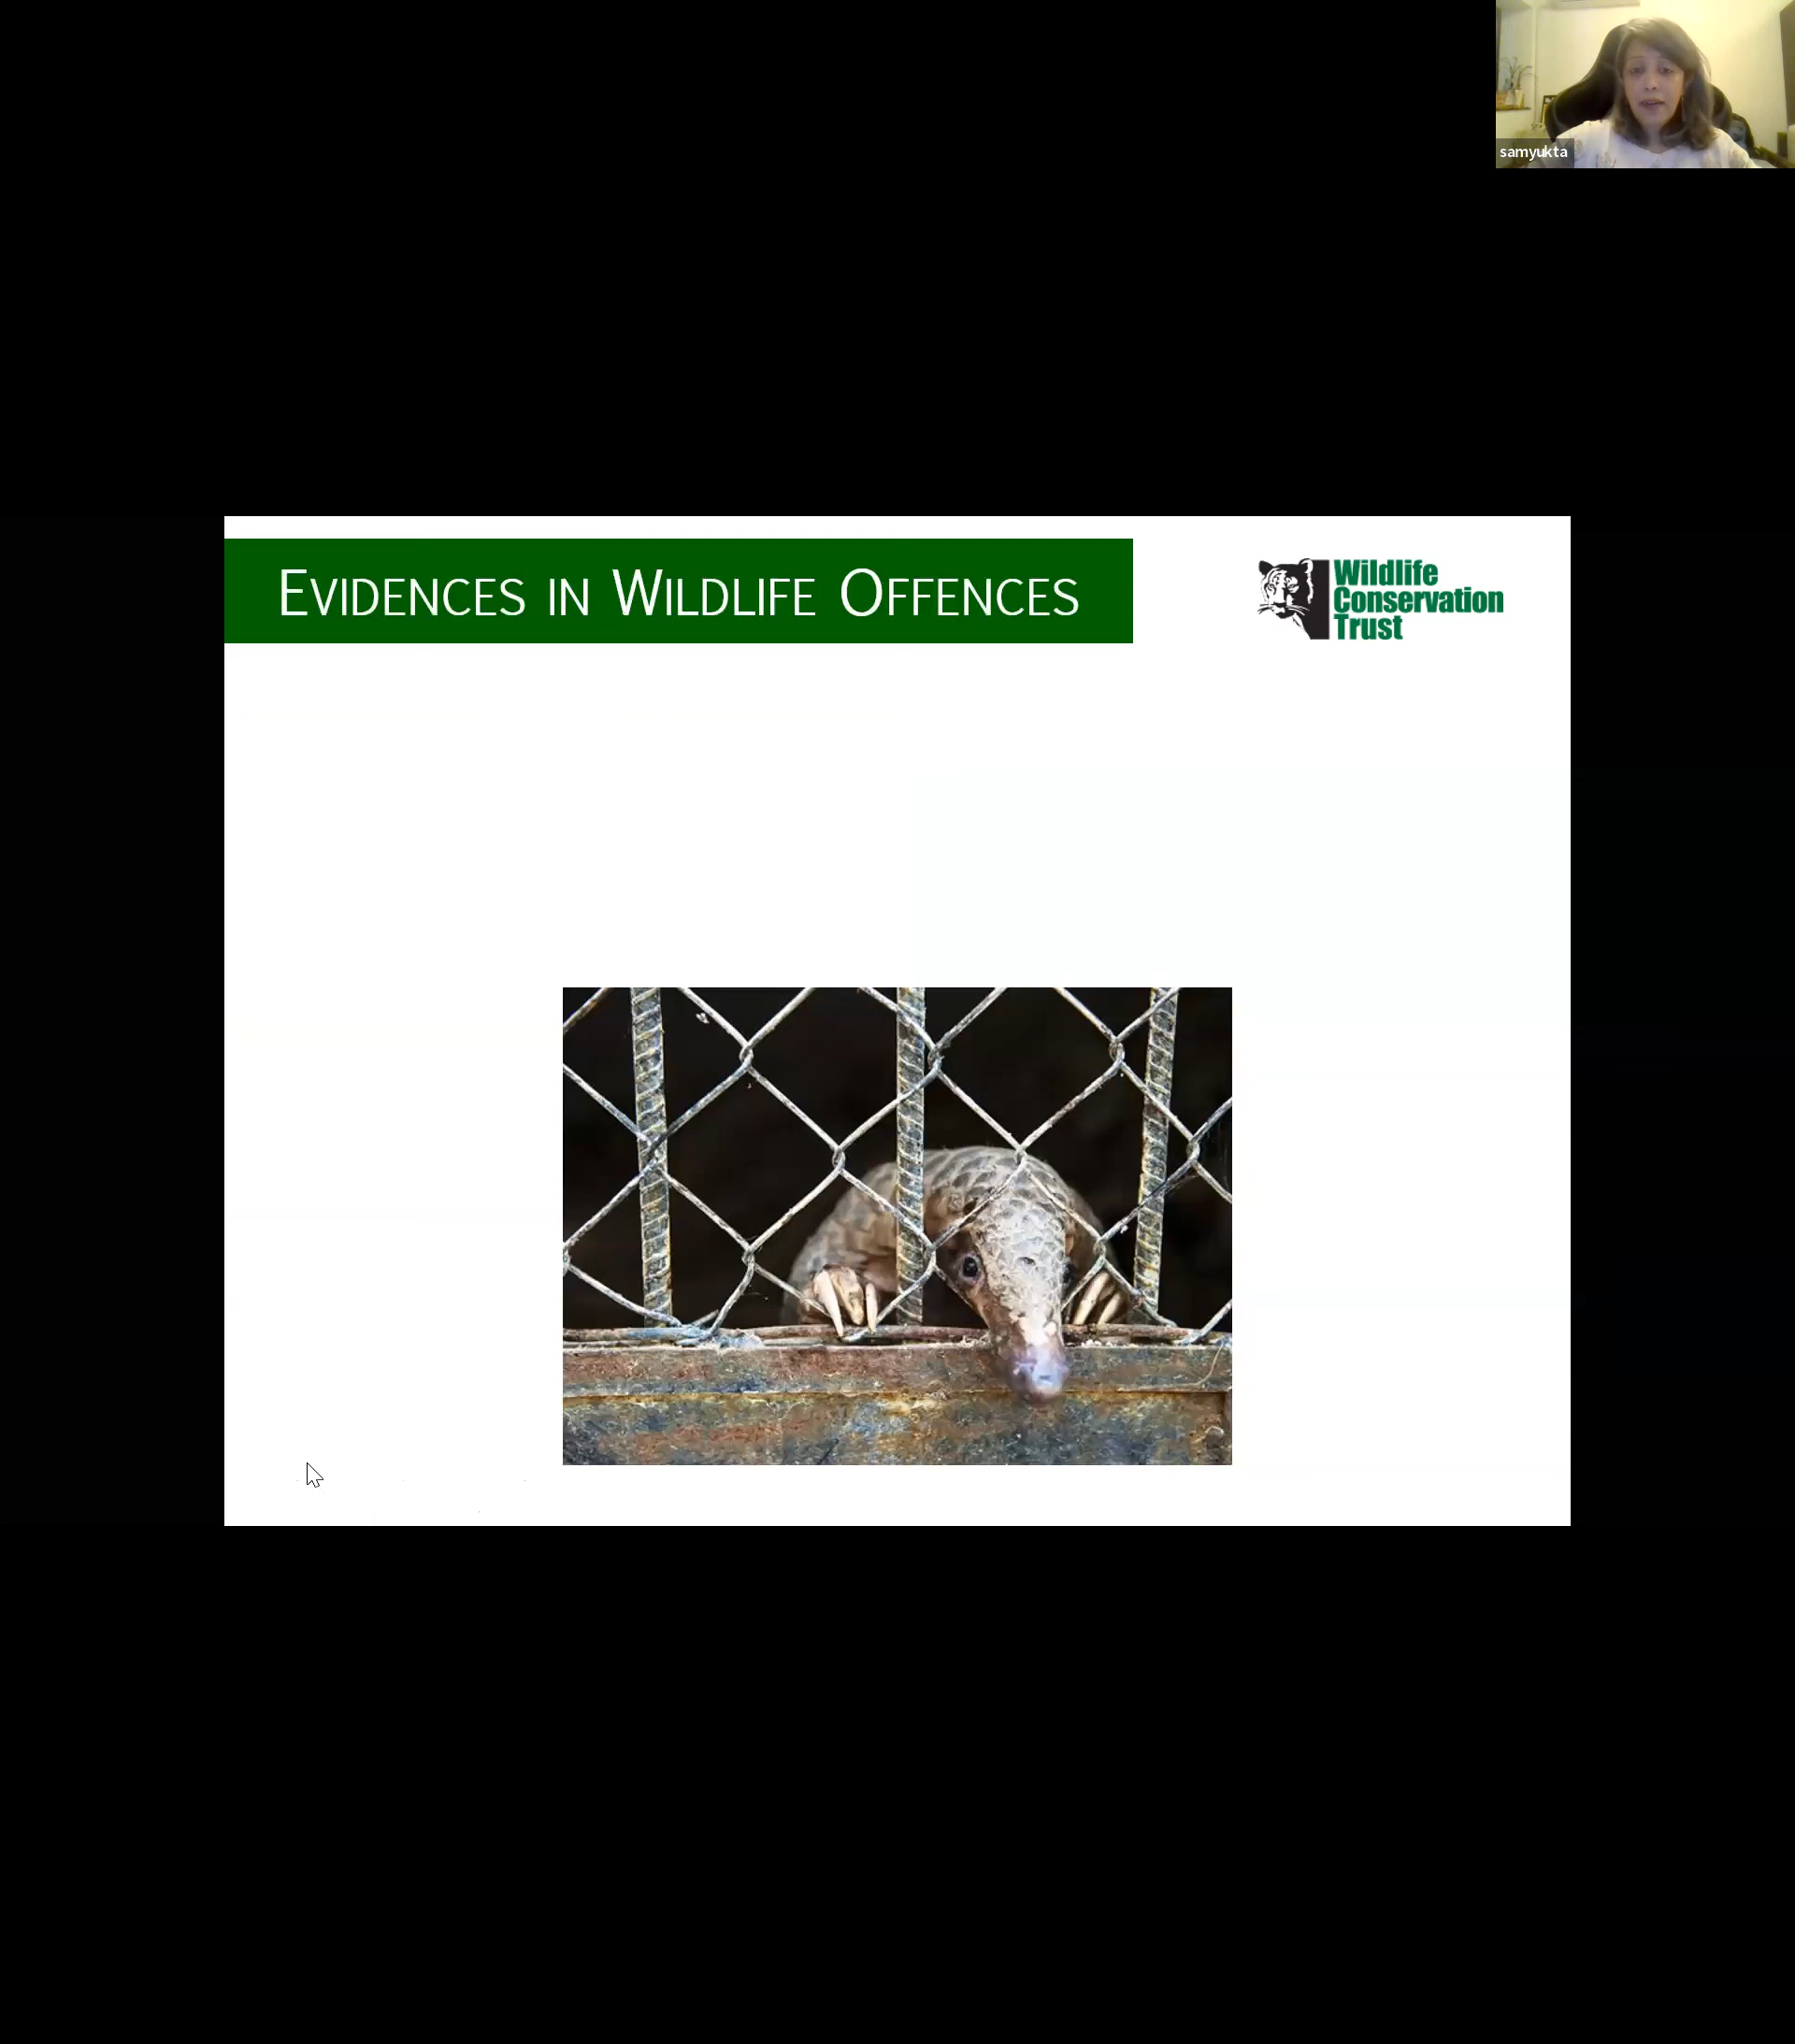 samyukta
EVIDENCES IN WILDLIFE OFFENCES
Wildlife
Conservation
Trust